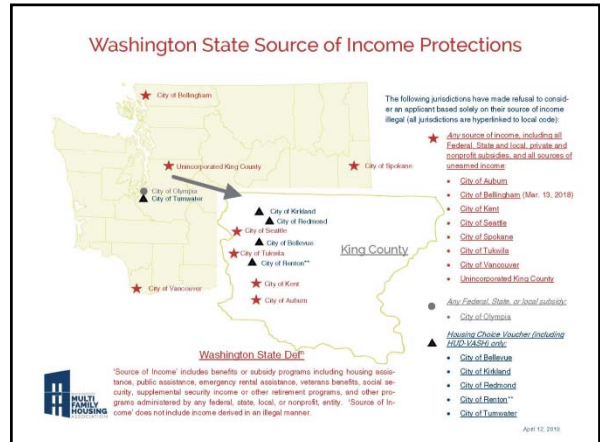 Washington State Source of Income Protections
City of Bellingham
Unincorporated King County
City of Spokane
City of Olympia
City of Tumwater
City of Vancouver
City of Kirkland
City of Redmond
City of Seattle
City of Bellevue
City of Tukwila
City of Renton**
City of Kent
City of Auburn
King County
The following jurisdictions have made refusal to consid-
er an applicant based solely on their source of income
illegal (all jurisdictions are hyperlinked to local code):
Any source of income, including all
Federal, State and local, private and
nonprofit subsidies, and all sources of
unearned income:
• City of Auburn
• City of Bellingham (Mar. 13, 2018)
• City of Kent
• City of Seattle
• City of Spokane
• City of Tukwila
• City of Vancouver
• Unincorporated King County
Any Federal, State, or local subsidy:
• City of Olympia
Housing Choice Voucher (including
HUD-VASH) only:
• City of Bellevue
• City of Kirkland
• City of Redmond
• City of Renton**
• City of Tumwater
Washington State Defⁿ
'Source of Income' includes benefits or subsidy programs including housing assis-
tance, public assistance, emergency rental assistance, veterans benefits, social sec-
urity, supplemental security income or other retirement programs, and other pro-
grams administered by any federal, state, local, or nonprofit, entity. 'Source of In-
come' does not include income derived in an illegal manner.
MULTI
FAMILY
HOUSING
ASSOCIATION